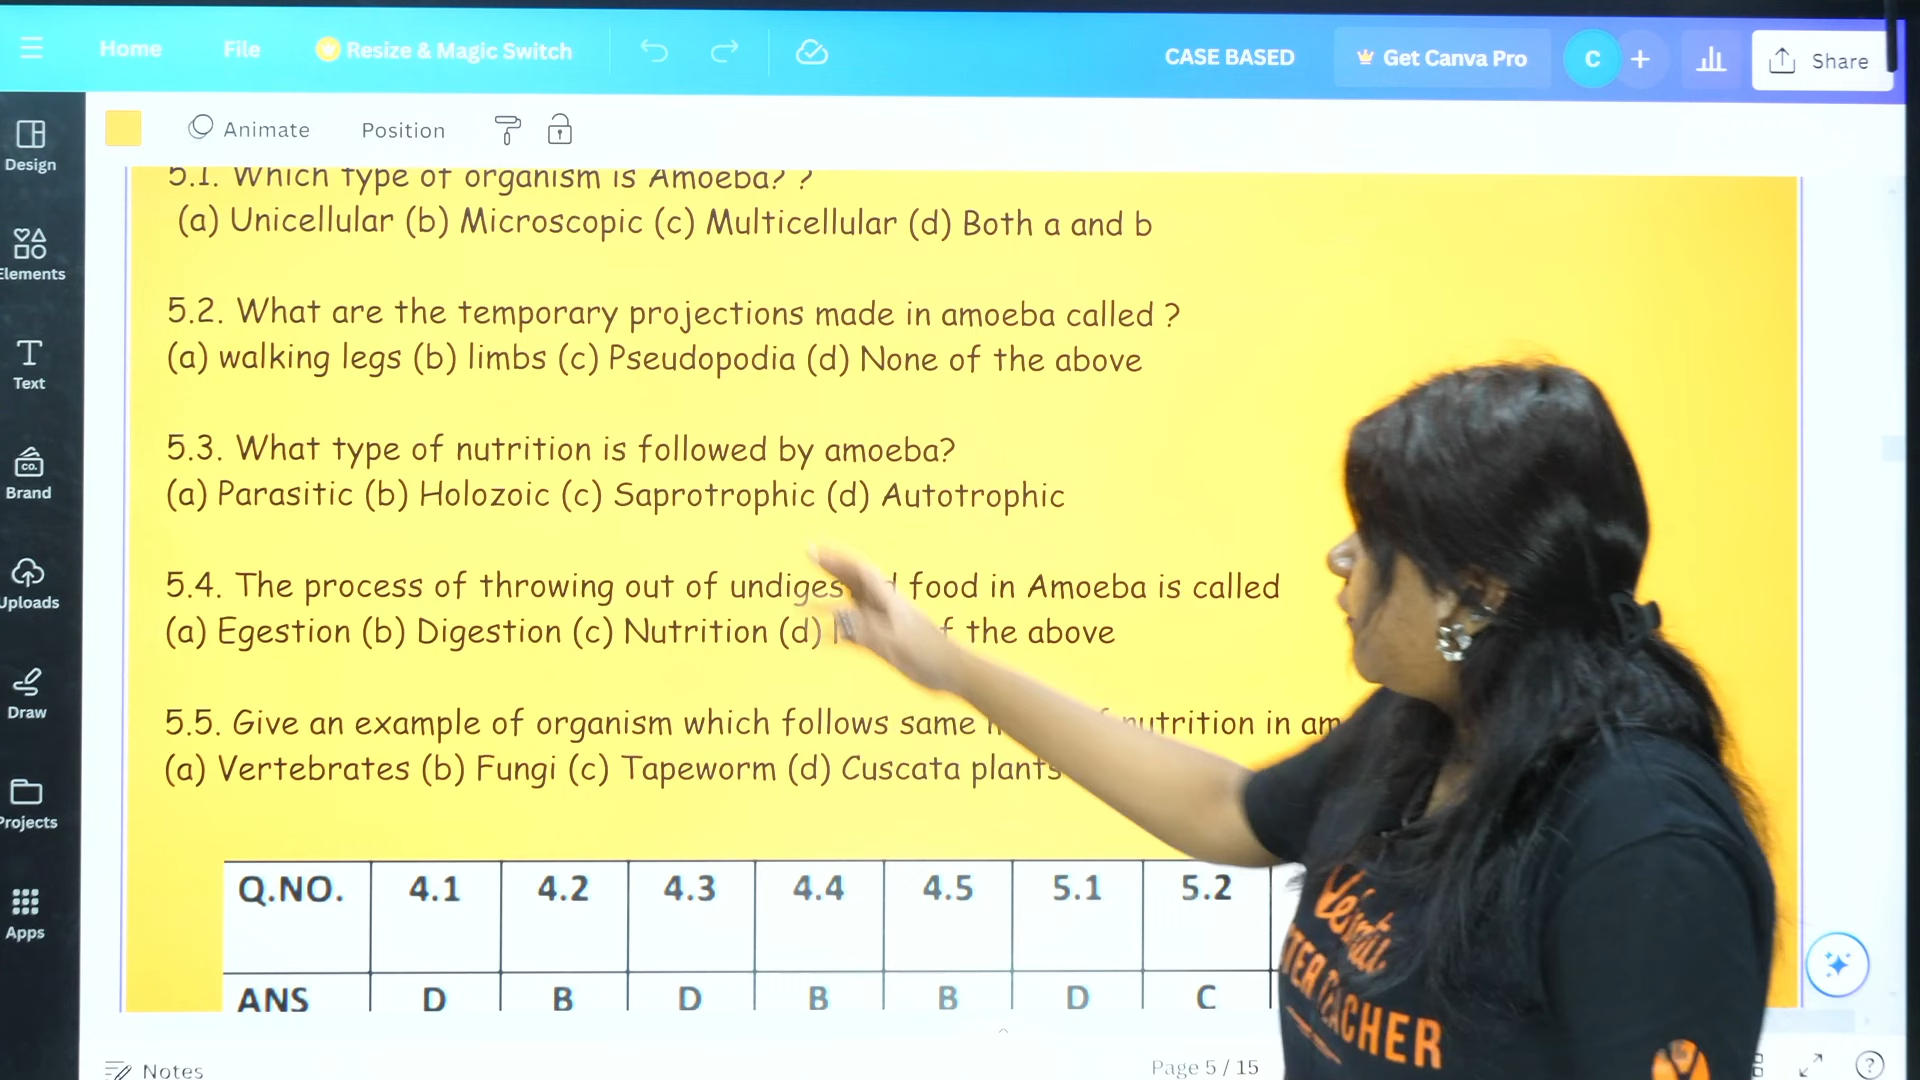 Home File Resize & Magic Switch CASE BASED Get Canva Pro C + Share
Animate Position
Design
Elements
Text
Brand
Uploads
Draw
Projects
Apps
5.1. Which type of organism is Amoeba? ?
(a) Unicellular (b) Microscopic (c) Multicellular (d) Both a and b
5.2. What are the temporary projections made in amoeba called ?
(a) walking legs (b) limbs (c) Pseudopodia (d) None of the above
5.3. What type of nutrition is followed by amoeba?
(a) Parasitic (b) Holozoic (c) Saprotrophic (d) Autotrophic
5.4. The process of throwing out of food in Amoeba is called
(a) Egestion (b) Digestion (c) Nutrition (d) the above
5.5. Give an example of organism which follows same nutrition in am
(a) Vertebrates (b) Fungi (c) Tapeworm (d) Cuscata plants
Q.NO. 4.1 4.2 4.3 4.4 4.5 5.1 5.2
ANS D B D B B D C
Notes Page 5 / 15